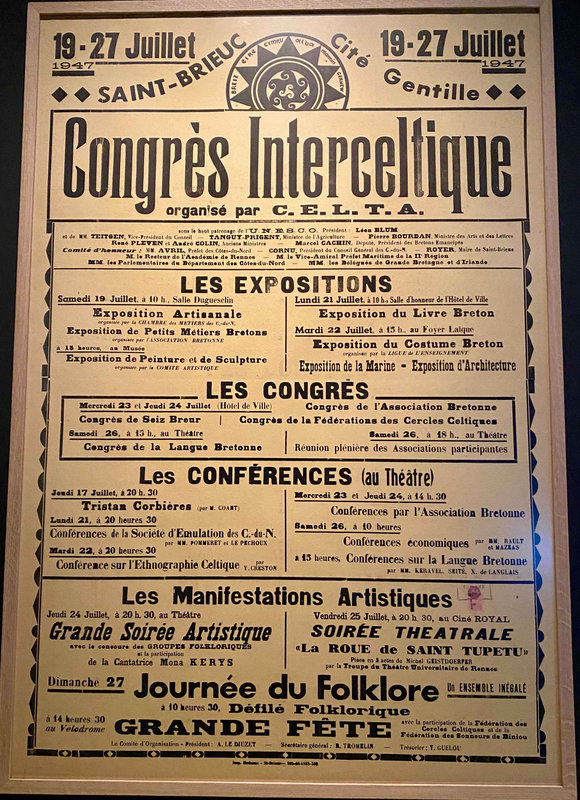 19-27 Juillet
1947
SAINT-BRIEUC
Cité Gentille
19-27 Juillet
1947
BREIZ EIRE CYMRU ALBA MANNIN KERNOW
Congrès Interceltique
organisé par C.E.L.T.A.
sous le haut patronage de l'U.N.E.S.C.O. Président : Léon BLUM
et de MM. TEITGEN, Vice-Président du Conseil — TANGUY-PRIGENT, Ministre de l'Agriculture — Pierre BOURDAN, Ministre des Arts et des Lettres
René PLEVEN et André COLIN, Anciens Ministres — Marcel CACHIN, Député, Président des Bretons Emancipés
Comité d'honneur : MM. AVRIL, Préfet des Côtes-du-Nord — CORNU, Président du Conseil Général des C.-du-N. — ROYER, Maire de Saint-Brieuc
M. le Recteur de l'Académie de Rennes — M. le Vice-Amiral Préfet Maritime de la IIe Région
MM. les Parlementaires du Département des Côtes-du-Nord — MM. les Délégués de Grande Bretagne et d'Irlande
LES EXPOSITIONS
Samedi 19 Juillet, à 10 h., Salle Duguesclin
Exposition Artisanale
organisée par la CHAMBRE des METIERS des C.-du-N.
Exposition de Petits Métiers Bretons
organisée par l'ASSOCIATION BRETONNE
à 15 heures, au Musée
Exposition de Peinture et de Sculpture
organisée par le COMITE ARTISTIQUE
Lundi 21 Juillet, à 10 h., Salle d'honneur de l'Hôtel de Ville
Exposition du Livre Breton
Mardi 22 Juillet, à 15 h., au Foyer Laïque
Exposition du Costume Breton
organisée par la LIGUE de L'ENSEIGNEMENT
Exposition de la Marine - Exposition d'Architecture
LES CONGRÈS
Mercredi 23 et Jeudi 24 Juillet (Hôtel de Ville)
Congrès de l'Association Bretonne
Congrès de Seiz Breur
Congrès de la Fédérations des Cercles Celtiques
Samedi 26, à 15 h., au Théâtre
Congrès de la Langue Bretonne
Samedi 26, à 18 h., au Théâtre
Réunion plénière des Associations participantes
Les CONFÉRENCES (au Théâtre)
Jeudi 17 Juillet, à 20 h. 30
Tristan Corbières (par M. COANT)
Lundi 21, à 20 heures 30
Conférences de la Société d'Emulation des C.-du-N.
par MM. POMMERET et LE PECHOUX
Mardi 22, à 20 heures 30
Conférence sur l'Ethnographie Celtique par Y. CRESTON
Mercredi 23 et Jeudi 24, à 14 h. 30
Conférences par l'Association Bretonne
Samedi 26, à 10 heures
Conférences économiques par MM. RAULT et MAZEAS
à 15 heures, Conférences sur la Langue Bretonne
par MM. KERAVEL, SEITÉ, X. de LANGLAIS
Les Manifestations Artistiques
Jeudi 24 Juillet, à 20 h. 30, au Théâtre
Grande Soirée Artistique
avec le concours des GROUPES FOLKLORIQUES
et la participation
de la Cantatrice Mona KERYS
Vendredi 25 Juillet, à 20 h. 30, au Ciné ROYAL
SOIRÉE THEATRALE
«La ROUE de SAINT TUPETU»
Pièce en 3 actes de Michel GEISTDOERFER
par la Troupe du Théâtre Universitaire de Rennes
Dimanche 27 Journée du Folklore Un ENSEMBLE INÉGALÉ
à 10 heures 30, Défilé Folklorique
à 14 heures 30
au Vélodrome
GRANDE FÊTE
avec la participation de la Fédération des
Cercles Celtiques et de la
Fédération des Sonneurs de Biniou
Le Comité d'Organisation - Président : A. LE DIUZET — Secrétaire général : R. TROMELIN — Trésorier : Y. GUELOU